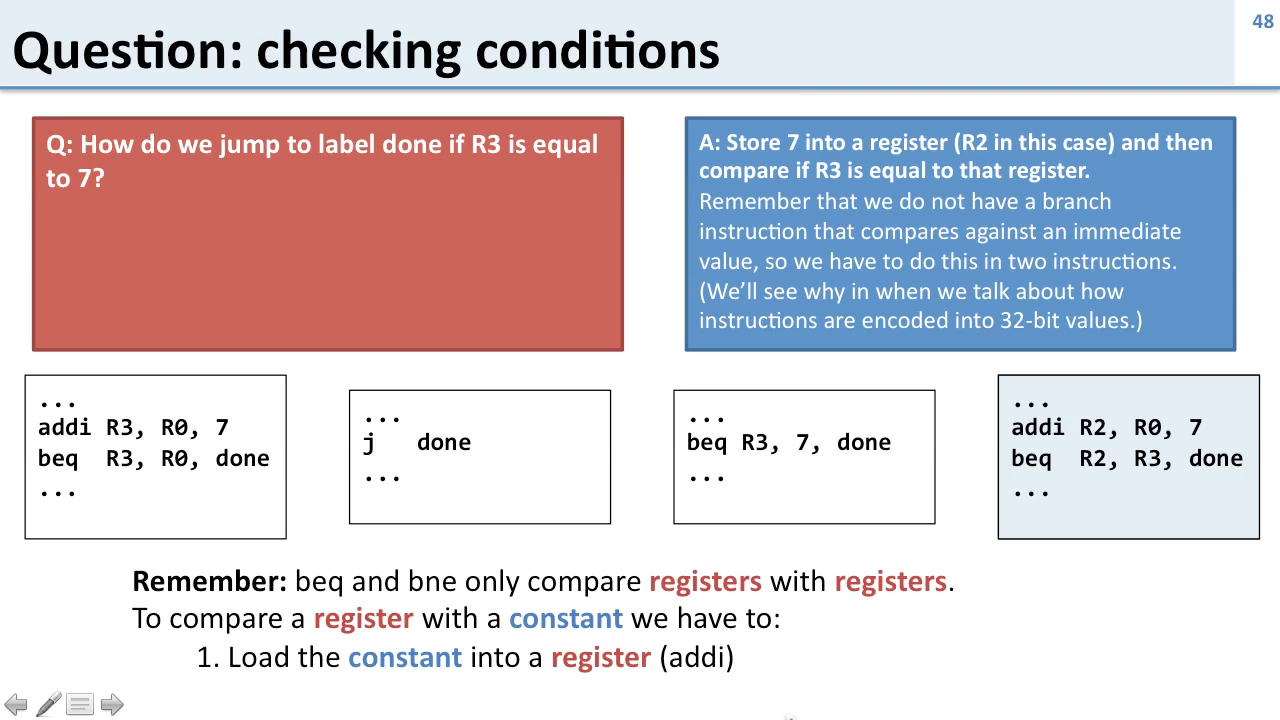 48
Question: checking conditions
Q: How do we jump to label done if R3 is equal
to 7?
A: Store 7 into a register (R2 in this case) and then
compare if R3 is equal to that register.
Remember that we do not have a branch
instruction that compares against an immediate
value, so we have to do this in two instructions.
(We'll see why in when we talk about how
instructions are encoded into 32-bit values.)
...
addi R3, R0, 7
beq  R3, R0, done
...
...
j   done
...
...
beq R3, 7, done
...
...
addi R2, R0, 7
beq  R2, R3, done
...
Remember: beq and bne only compare registers with registers.
To compare a register with a constant we have to:
1. Load the constant into a register (addi)